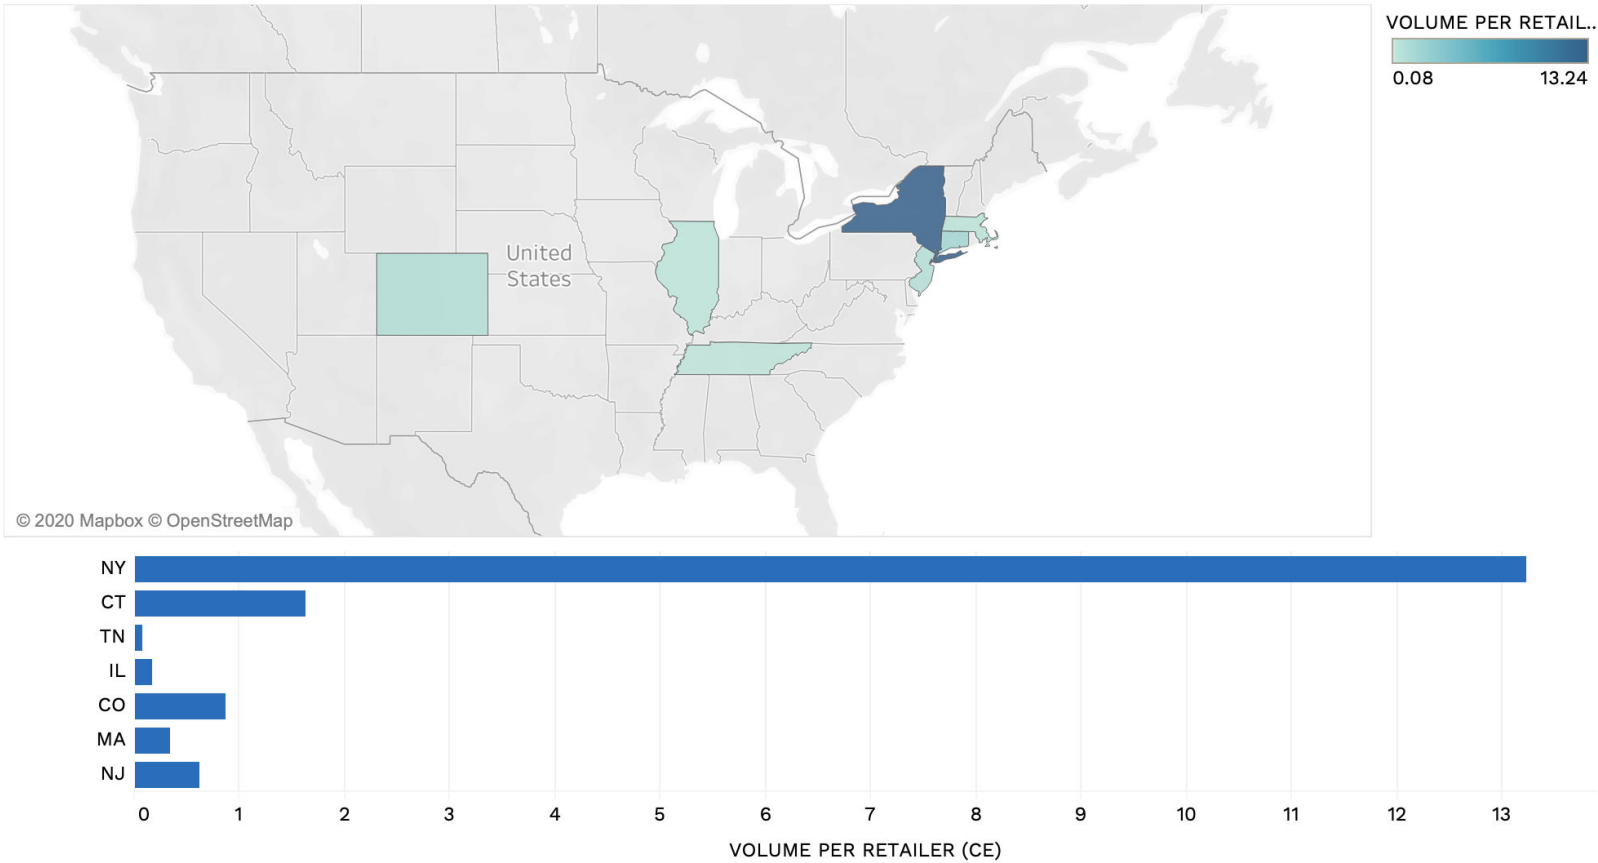 VOLUME PER RETAIL..
0.08 13.24
United
States
© 2020 Mapbox © OpenStreetMap
NY
CT
TN
IL
CO
MA
NJ
0 1 2 3 4 5 6 7 8 9 10 11 12 13
VOLUME PER RETAILER (CE)